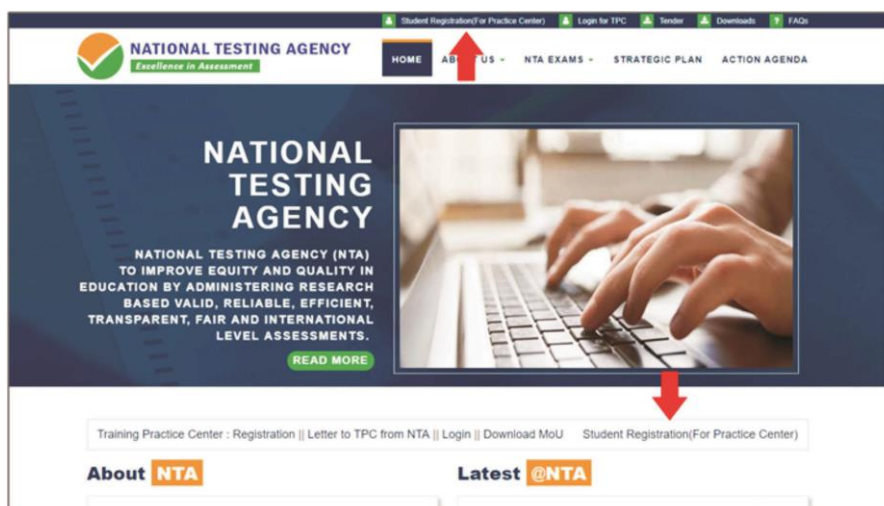 Student Registration(For Practice Center) Login for TPC Tender Downloads ? FAQs
NATIONAL TESTING AGENCY
Excellence in Assessment
HOME AB US NTA EXAMS STRATEGIC PLAN ACTION AGENDA
NATIONAL
TESTING
AGENCY
NATIONAL TESTING AGENCY (NTA)
TO IMPROVE EQUITY AND QUALITY IN
EDUCATION BY ADMINISTERING RESEARCH
BASED VALID, RELIABLE, EFFICIENT,
TRANSPARENT, FAIR AND INTERNATIONAL
LEVEL ASSESSMENTS.
READ MORE
Training Practice Center : Registration || Letter to TPC from NTA || Login || Download MoU Student Registration(For Practice Center)
About NTA
Latest @NTA